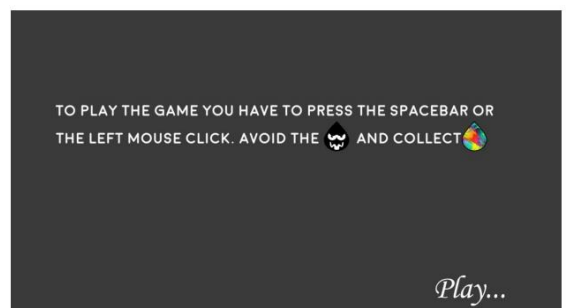 TO PLAY THE GAME YOU HAVE TO PRESS THE SPACEBAR OR
THE LEFT MOUSE CLICK. AVOID THE AND COLLECT
Play...